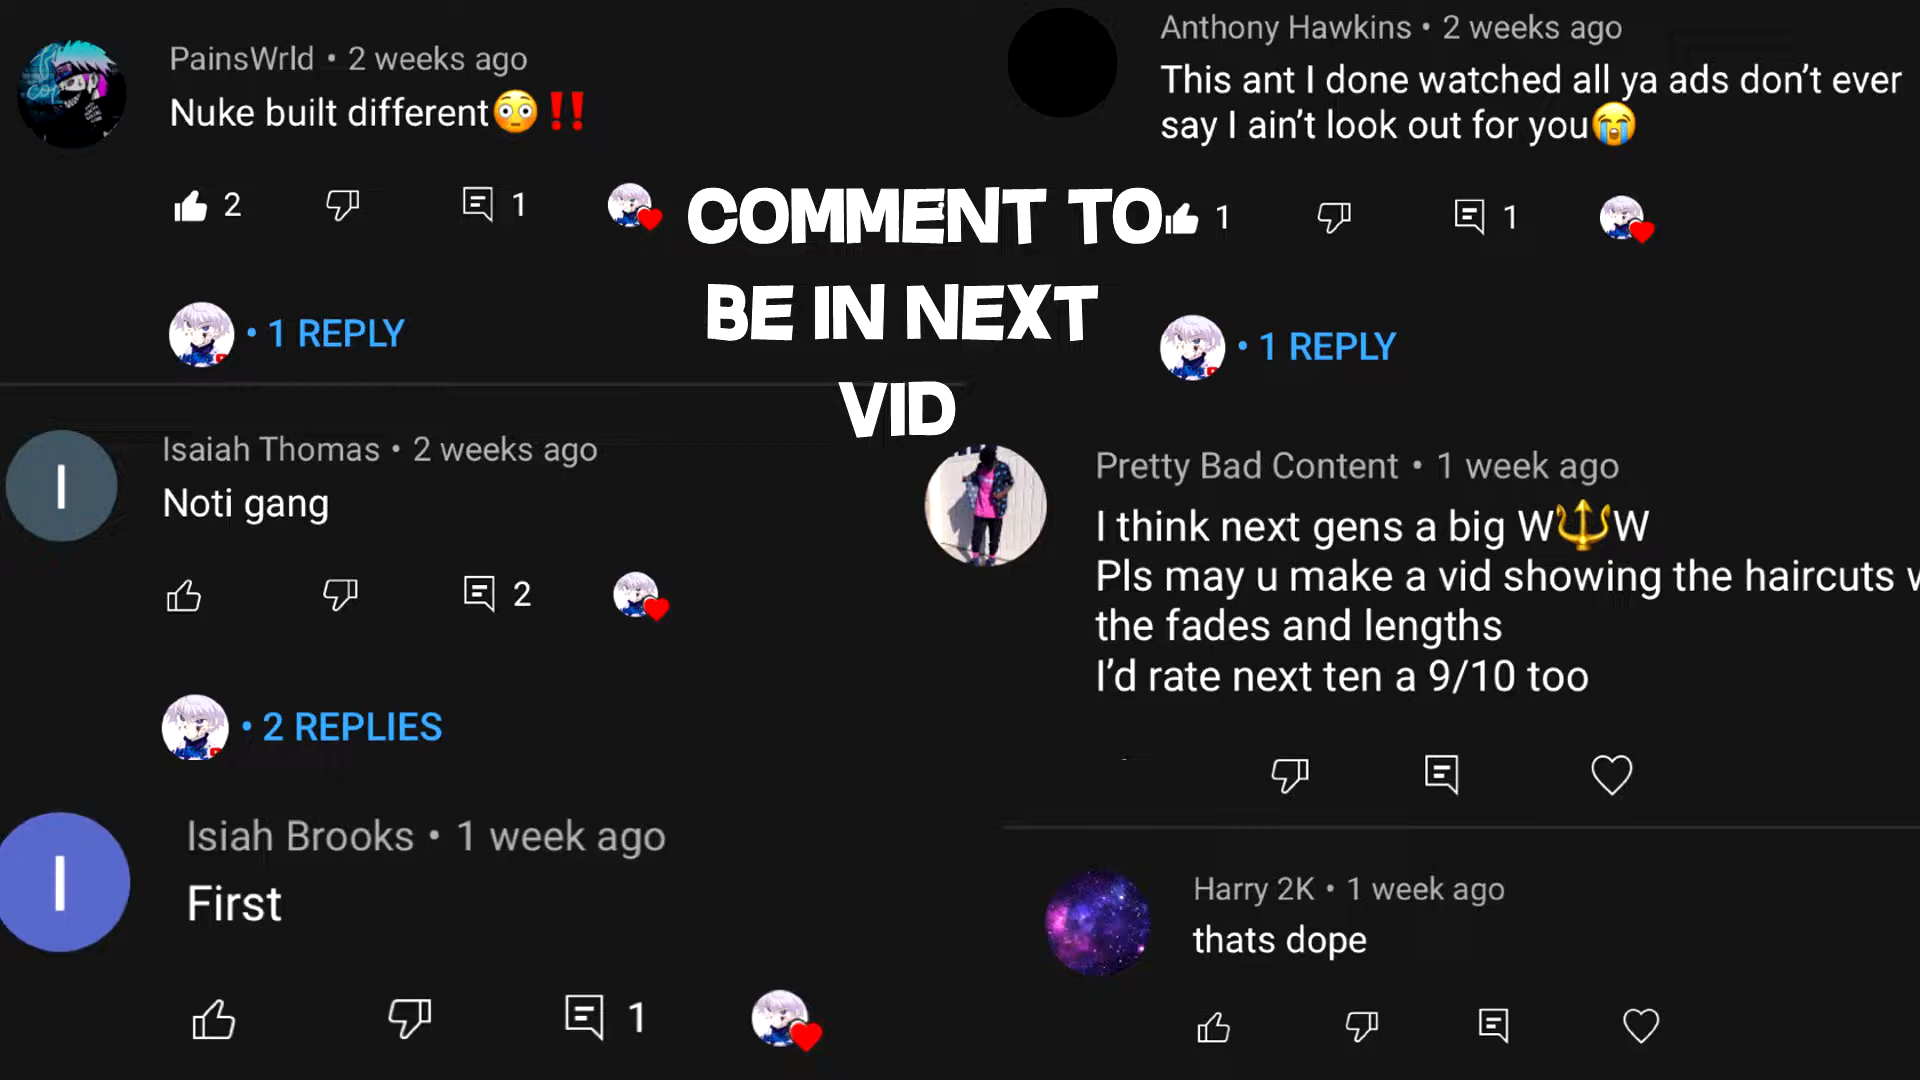 PainsWrld • 2 weeks ago
Nuke built different😳‼️
2
1
• 1 REPLY
Isaiah Thomas • 2 weeks ago
I
Noti gang
2
• 2 REPLIES
Isiah Brooks • 1 week ago
I
First
1
COMMENT TO
BE IN NEXT
VID
Anthony Hawkins • 2 weeks ago
This ant I done watched all ya ads don’t ever
say I ain’t look out for you😭
1
1
• 1 REPLY
Pretty Bad Content • 1 week ago
I think next gens a big W🔱W
Pls may u make a vid showing the haircuts
the fades and lengths
I’d rate next ten a 9/10 too
Harry 2K • 1 week ago
thats dope